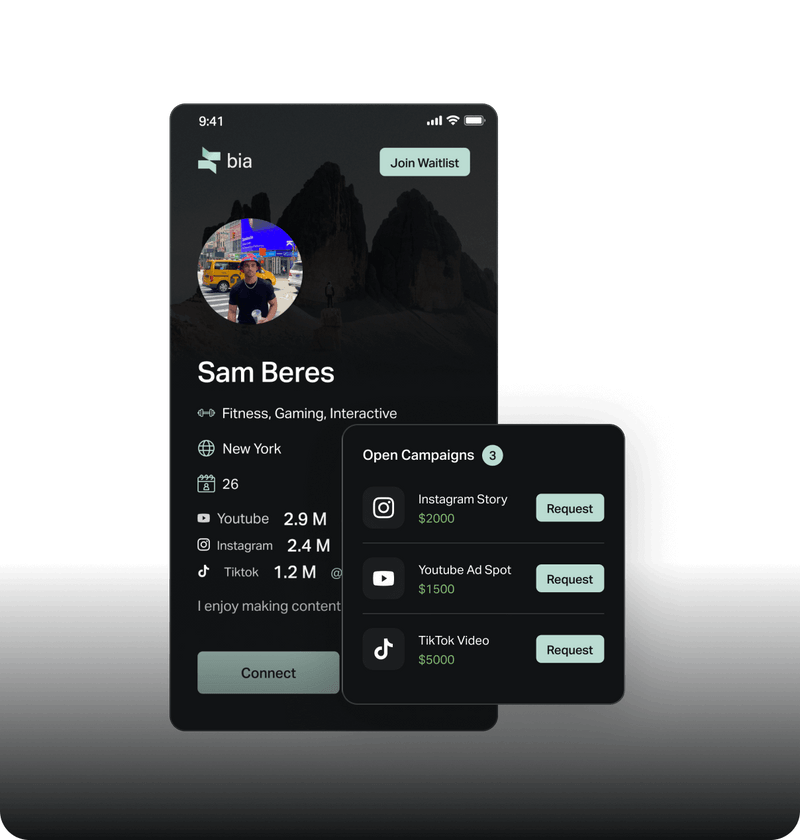 9:41
bia
Join Waitlist
Sam Beres
Fitness, Gaming, Interactive
New York
26
Youtube 2.9 M
Instagram 2.4 M
Tiktok 1.2 M @
I enjoy making content
Connect
Open Campaigns 3
Instagram Story
$2000
Request
Youtube Ad Spot
$1500
Request
TikTok Video
$5000
Request